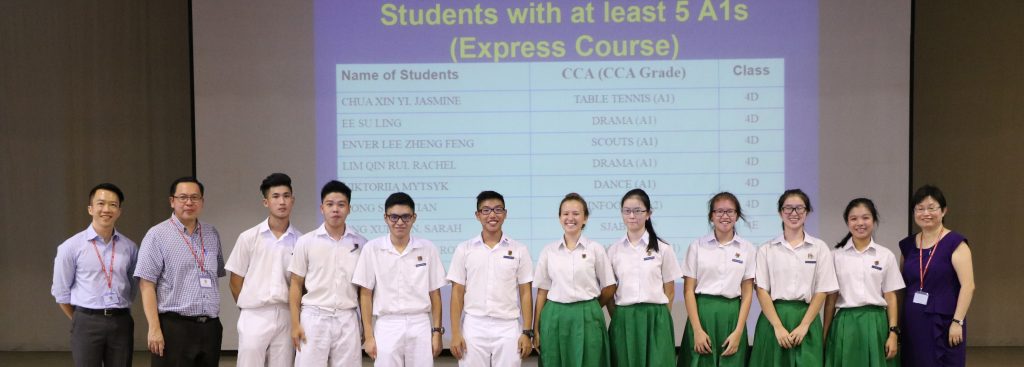 Students with at least 5 A1s
(Express Course)
Name of Students CCA (CCA Grade) Class
CHUA XIN YI, JASMINE TABLE TENNIS (A1) 4D
EE SU LING DRAMA (A1) 4D
ENVER LEE ZHENG FENG SCOUTS (A1) 4D
LIM QIN RUI, RACHEL DRAMA (A1) 4D
MYTSYK DANCE (A1) 4D
SARAH